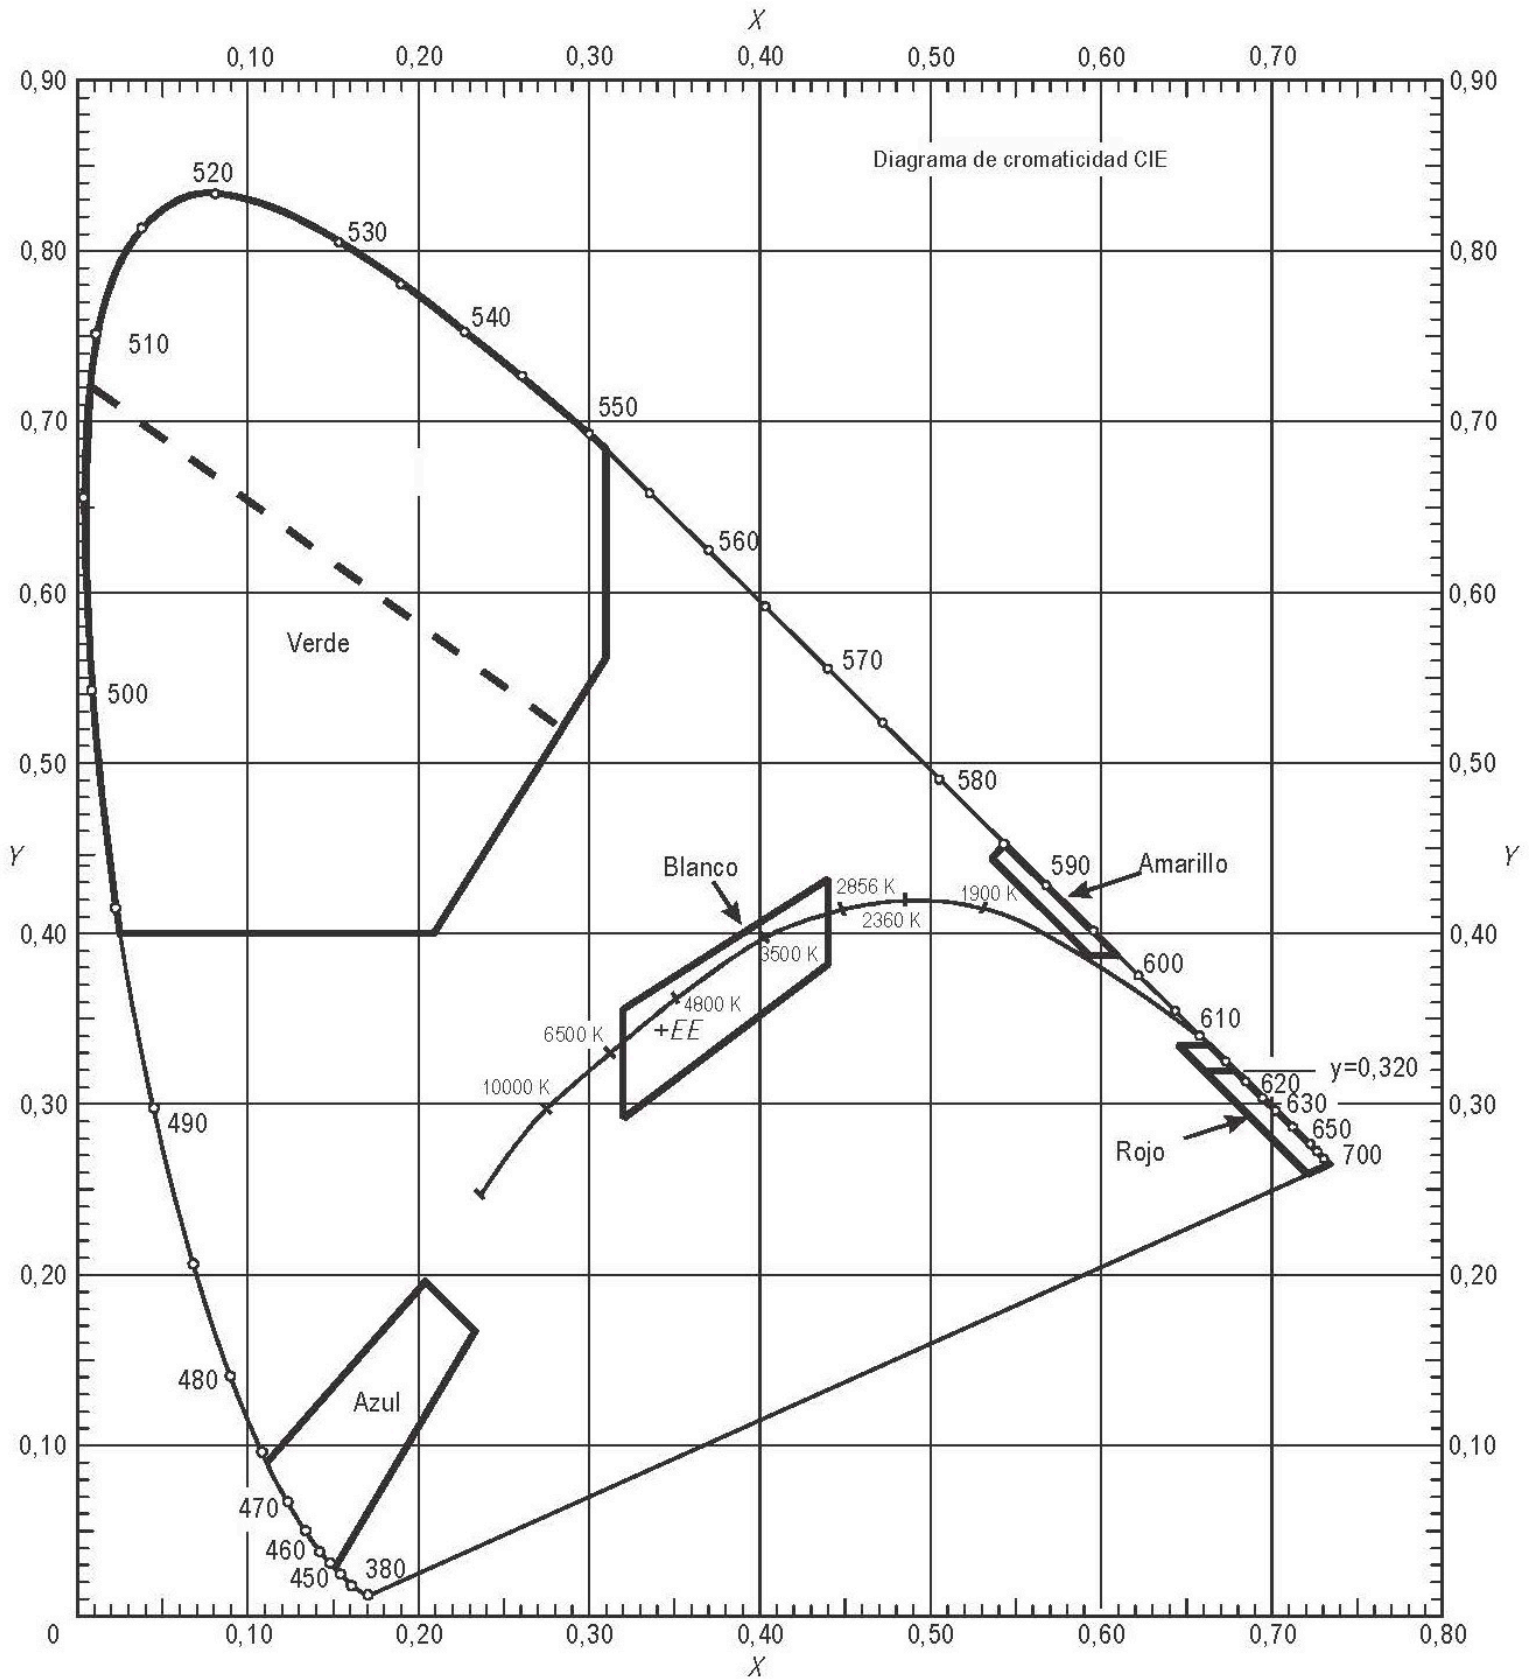 X
0,10 0,20 0,30 0,40 0,50 0,60 0,70
0,90 0,90
Diagrama de cromaticidad CIE
520
530
0,80 0,80
540
510
550
0,70 0,70
560
0,60 0,60
Verde
570
500
0,50 580 0,50
Y Y
Blanco 590 Amarillo
2856 K 1900 K
2360 K
0,40 0,40
3500 K
600
4800 K
610
6500 K +EE
y=0,320
10000 K 620
0,30 630 0,30
490
650
Rojo 700
0,20 0,20
480
Azul
0,10 0,10
470
460
450 380
0
0 0,10 0,20 0,30 0,40 0,50 0,60 0,70 0,80
X